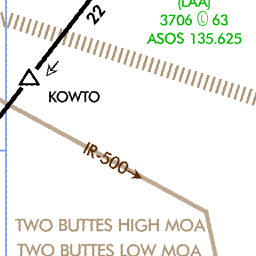 (LAA)
3706 Ⓛ 63
ASOS 135.625
22
KOWTO
IR-500
TWO BUTTES HIGH MOA
TWO BUTTES LOW MOA